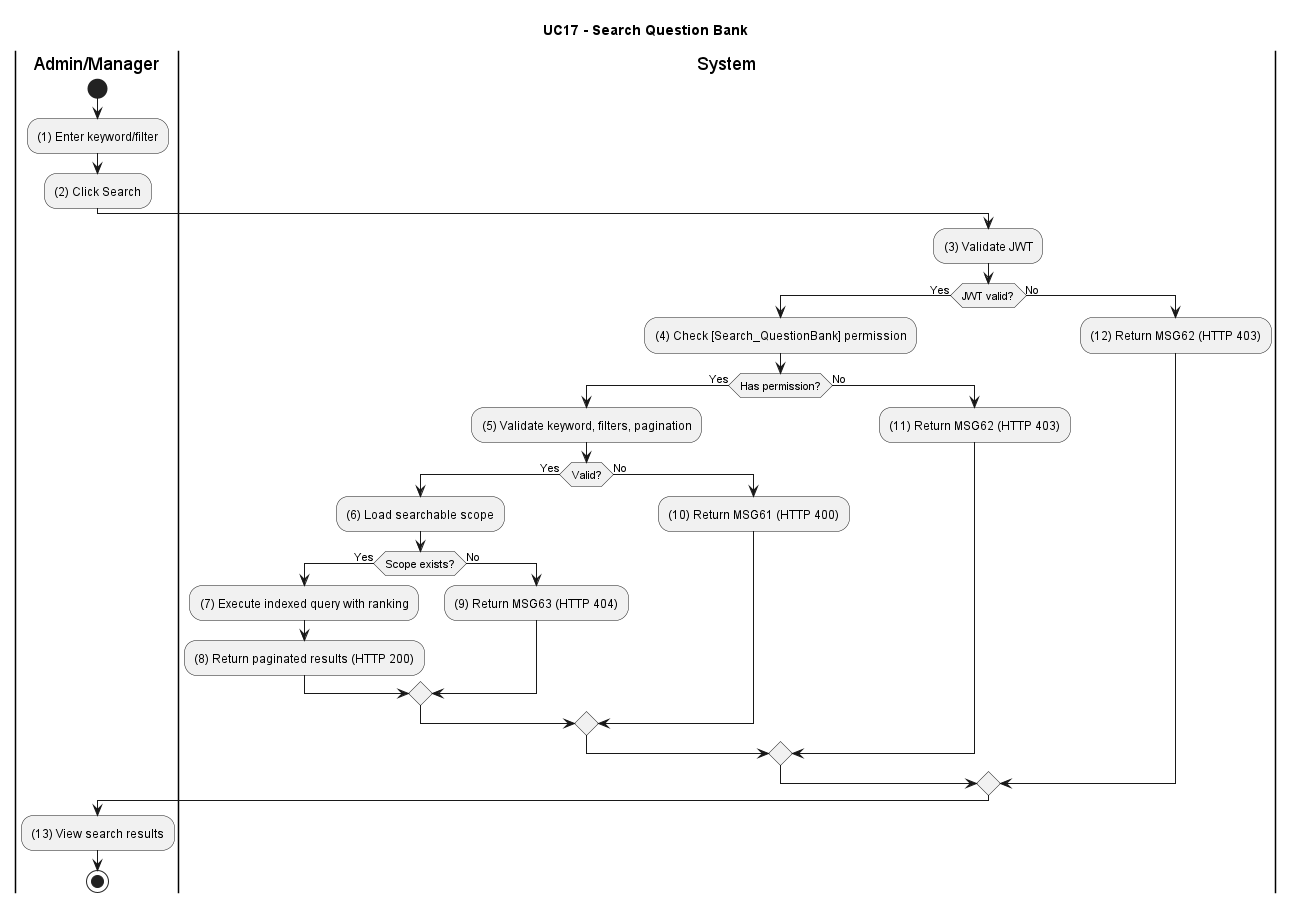 UC17 - Search Question Bank
Admin/Manager
System
(1) Enter keyword/filter
(2) Click Search
(3) Validate JWT
Yes
JWT valid?
No
(4) Check [Search_QuestionBank] permission
(12) Return MSG62 (HTTP 403)
Yes
Has permission?
No
(5) Validate keyword, filters, pagination
(11) Return MSG62 (HTTP 403)
Yes
Valid?
No
(6) Load searchable scope
(10) Return MSG61 (HTTP 400)
Yes
Scope exists?
No
(7) Execute indexed query with ranking
(9) Return MSG63 (HTTP 404)
(8) Return paginated results (HTTP 200)
(13) View search results